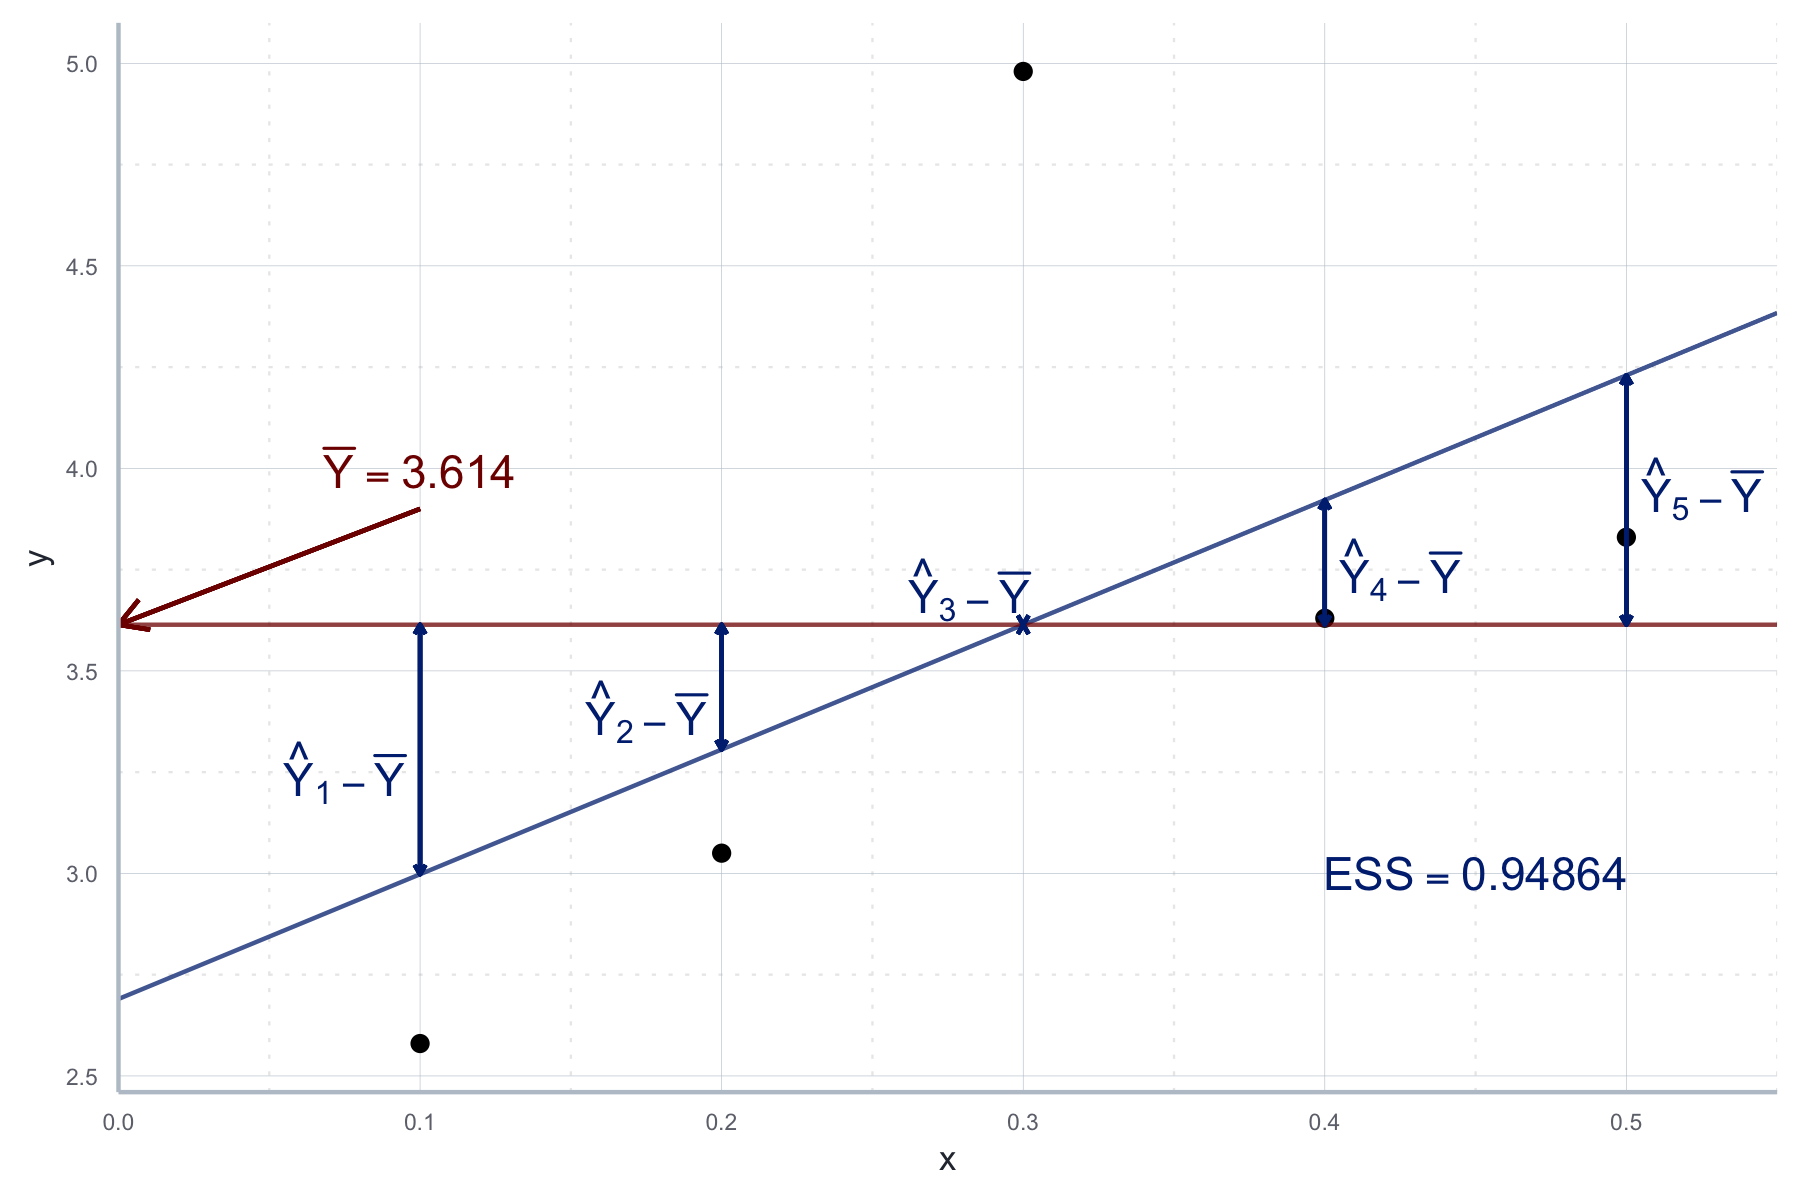 5.0
4.5
Y̅ = 3.614
4.0
Ŷ₅ − Y̅
Ŷ₄ − Y̅
y
Ŷ₃ − Y̅
3.5
Ŷ₂ − Y̅
Ŷ₁ − Y̅
3.0
ESS = 0.94864
2.5
0.0 0.1 0.2 0.3 0.4 0.5
x